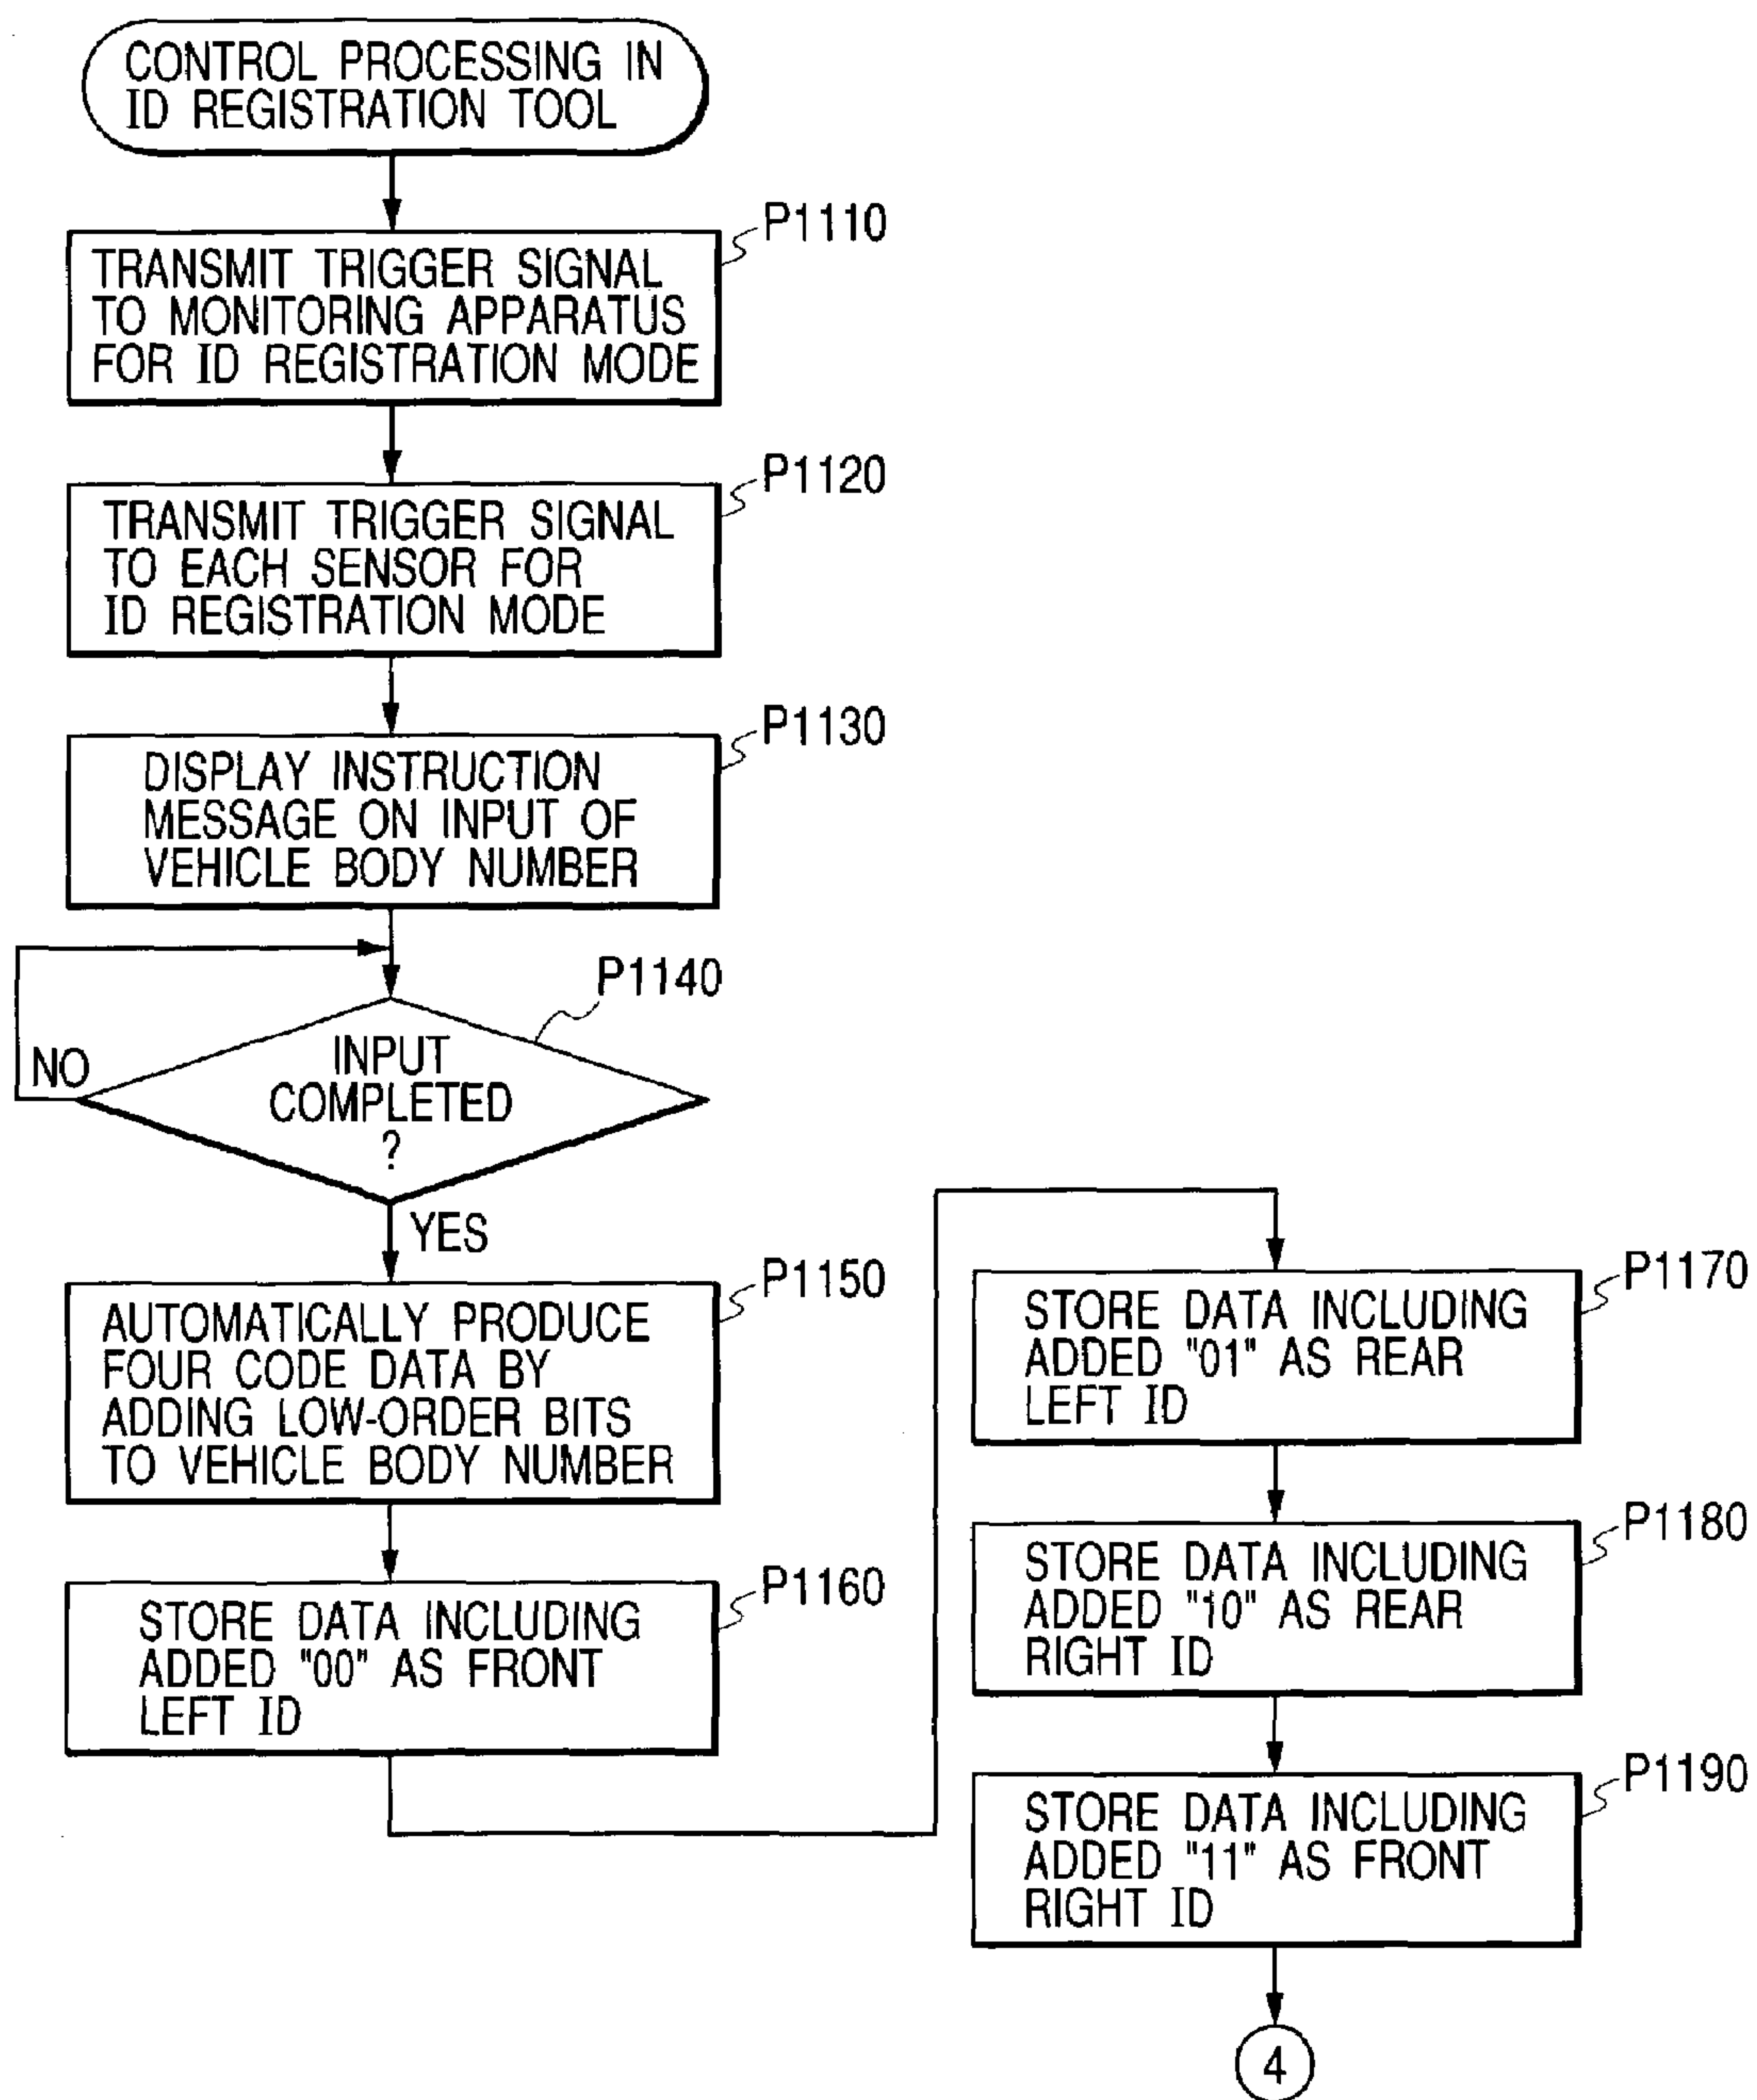 CONTROL PROCESSING IN
ID REGISTRATION TOOL
P1110
TRANSMIT TRIGGER SIGNAL
TO MONITORING APPARATUS
FOR ID REGISTRATION MODE
P1120
TRANSMIT TRIGGER SIGNAL
TO EACH SENSOR FOR
ID REGISTRATION MODE
P1130
DISPLAY INSTRUCTION
MESSAGE ON INPUT OF
VEHICLE BODY NUMBER
P1140
INPUT
COMPLETED
?
NO
YES
P1150
AUTOMATICALLY PRODUCE
FOUR CODE DATA BY
ADDING LOW-ORDER BITS
TO VEHICLE BODY NUMBER
P1160
STORE DATA INCLUDING
ADDED "00" AS FRONT
LEFT ID
P1170
STORE DATA INCLUDING
ADDED "01" AS REAR
LEFT ID
P1180
STORE DATA INCLUDING
ADDED "10" AS REAR
RIGHT ID
P1190
STORE DATA INCLUDING
ADDED "11" AS FRONT
RIGHT ID
4